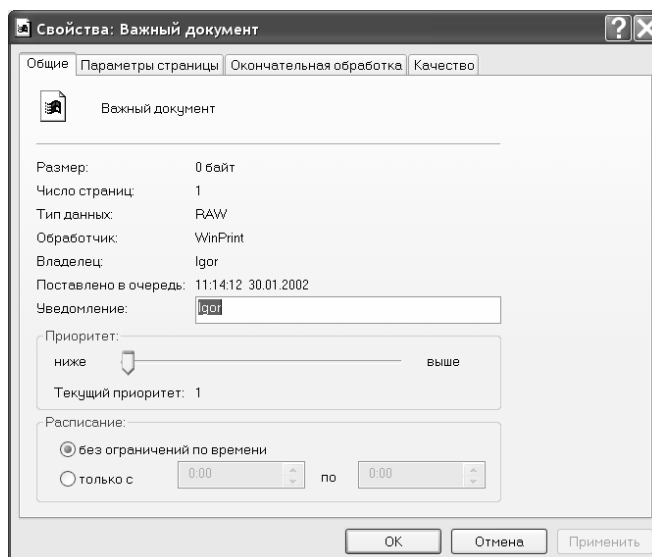 Свойства: Важный документ
Общие Параметры страницы Окончательная обработка Качество
Важный документ
Размер: 0 байт
Число страниц: 1
Тип данных: RAW
Обработчик: WinPrint
Владелец: Igor
Поставлено в очередь: 11:14:12 30.01.2002
Уведомление: Igor
Приоритет:
ниже выше
Текущий приоритет: 1
Расписание:
без ограничений по времени
только с 0:00 по 0:00
OK Отмена Применить